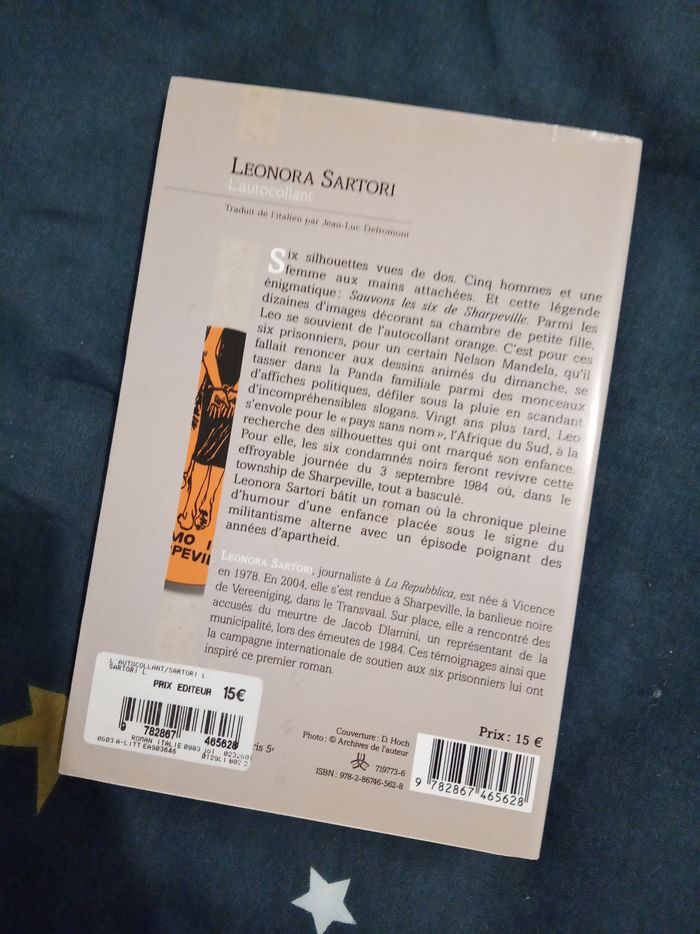 LEONORA SARTORI
L'autocollant
Traduit de l'italien par Jean-Luc Defromont
Six silhouettes vues de dos. Cinq hommes et une
femme aux mains attachées. Et cette légende
énigmatique : Sauvons les six de Sharpeville. Parmi les
dizaines d'images décorant sa chambre de petite fille,
Leo se souvient de l'autocollant orange. C'est pour ces
six prisonniers, pour un certain Nelson Mandela, qu'il
fallait renoncer aux dessins animés du dimanche, se
tasser dans la Panda familiale parmi des monceaux
d'affiches politiques, défiler sous la pluie en scandant
d'incompréhensibles slogans. Vingt ans plus tard, Leo
s'envole pour le « pays sans nom », l'Afrique du Sud, à la
recherche des silhouettes qui ont marqué son enfance.
Pour elle, les six condamnés noirs feront revivre cette
effroyable journée du 3 septembre 1984 où, dans le
township de Sharpeville, tout a basculé.
Leonora Sartori bâtit un roman où la chronique pleine
d'humour d'une enfance placée sous le signe du
militantisme alterne avec un épisode poignant des
années d'apartheid.
MO I
PEVIL
LEONORA SARTORI, journaliste à La Repubblica, est née à Vicence
en 1978. En 2004, elle s'est rendue à Sharpeville, la banlieue noire
de Vereeniging, dans le Transvaal. Sur place, elle a rencontré des
accusés du meurtre de Jacob Dlamini, un représentant de la
municipalité, lors des émeutes de 1984. Ces témoignages ainsi que
la campagne internationale de soutien aux six prisonniers lui ont
inspiré ce premier roman.
L'AUTOCOLLANT/SARTORI L
SARTORI L
PRIX EDITEUR 15€
9 782867 465628
ROMAN ITALIE 0903
0603 A-LITTEA903646
ris 5e
Couverture : D. Hoch
Photo : © Archives de l'auteur
719773-6
ISBN : 978-2-86746-562-8
Prix : 15 €
9 782867 465628